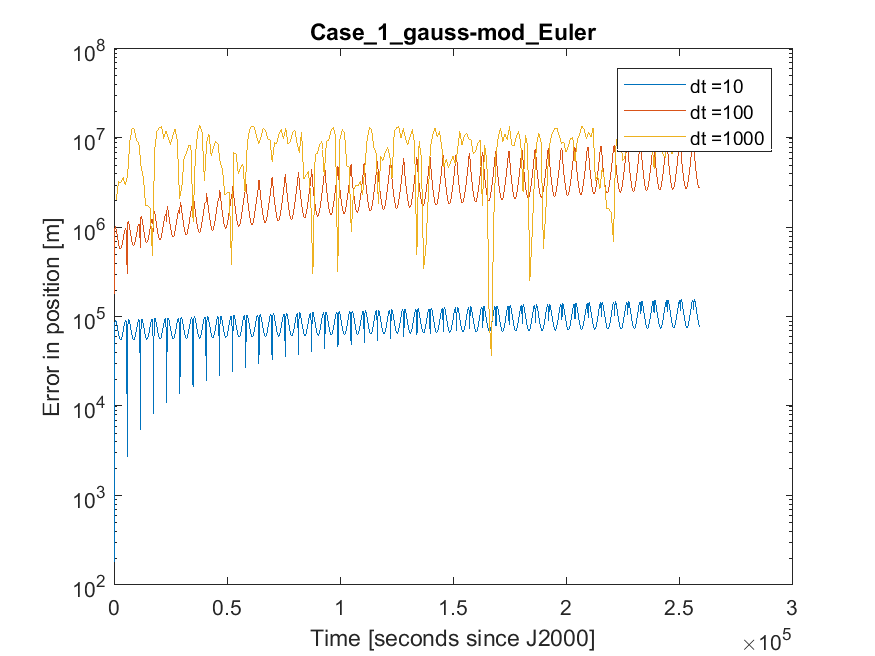 Case_1_gauss-mod_Euler
10^8
10^7
10^6
10^5
10^4
10^3
10^2
Error in position [m]
dt =10
dt =100
dt =1000
0
0.5
1
1.5
2
2.5
3
×10^5
Time [seconds since J2000]